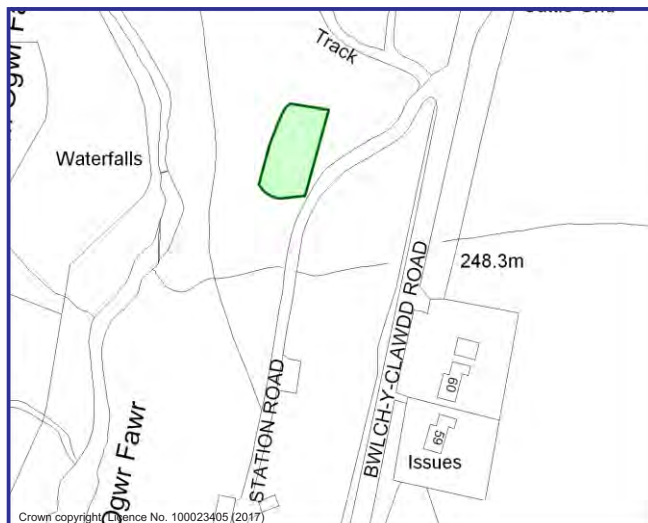 Track
Waterfalls
248.3m
BWLCH-Y-CLAWDD ROAD
60
59
STATION ROAD
Issues
Ogwr Fawr
Crown copyright. Licence No. 100023405 (2017)